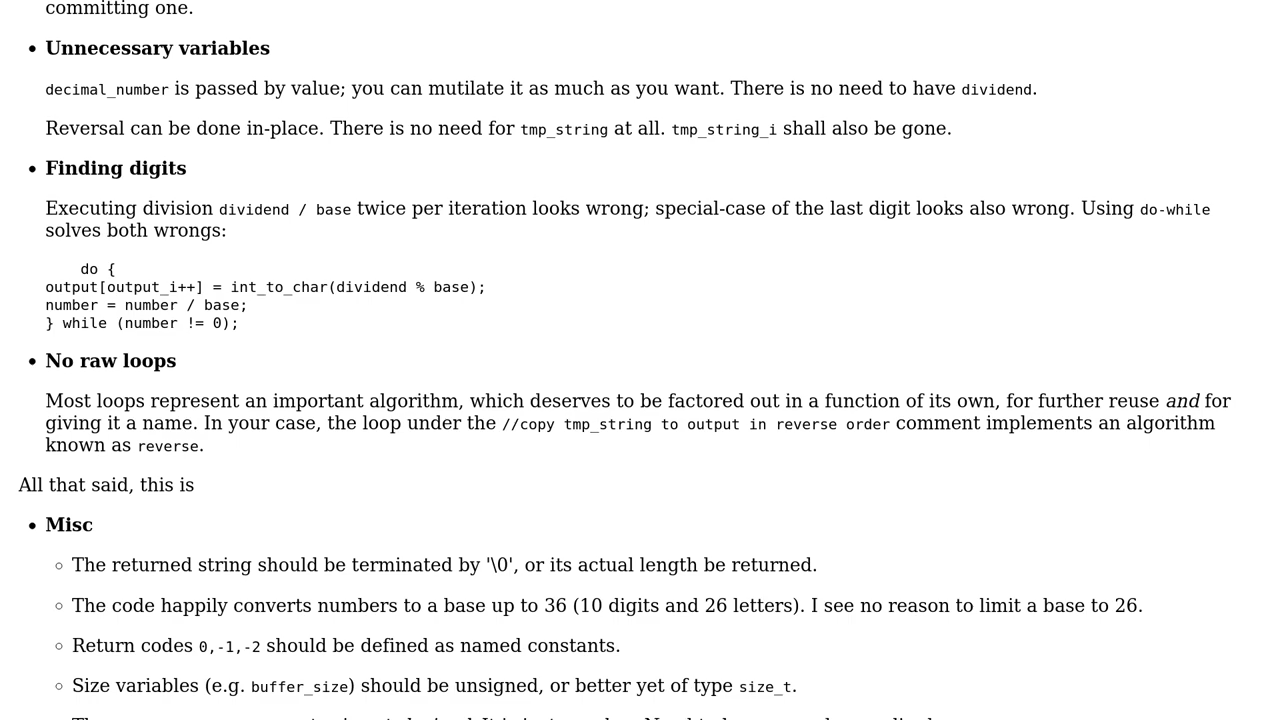 committing one.
• Unnecessary variables
decimal_number is passed by value; you can mutilate it as much as you want. There is no need to have dividend.
Reversal can be done in-place. There is no need for tmp_string at all. tmp_string_i shall also be gone.
• Finding digits
Executing division dividend / base twice per iteration looks wrong; special-case of the last digit looks also wrong. Using do-while
solves both wrongs:
    do {
output[output_i++] = int_to_char(dividend % base);
number = number / base;
} while (number != 0);
• No raw loops
Most loops represent an important algorithm, which deserves to be factored out in a function of its own, for further reuse and for
giving it a name. In your case, the loop under the //copy tmp_string to output in reverse order comment implements an algorithm
known as reverse.
All that said, this is
• Misc
◦ The returned string should be terminated by '\0', or its actual length be returned.
◦ The code happily converts numbers to a base up to 36 (10 digits and 26 letters). I see no reason to limit a base to 26.
◦ Return codes 0,-1,-2 should be defined as named constants.
◦ Size variables (e.g. buffer_size) should be unsigned, or better yet of type size_t.